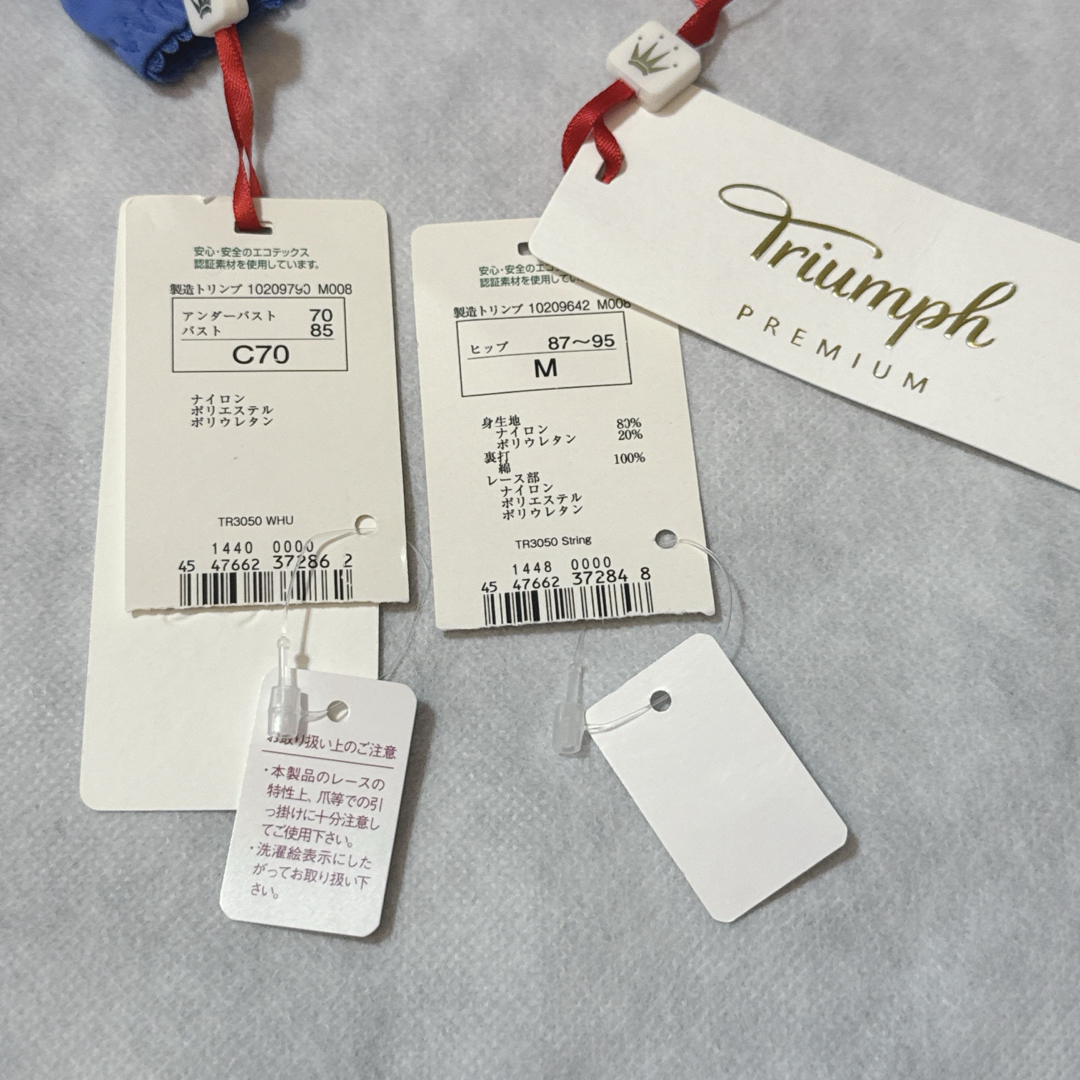 安心・安全のエコテックス
認証素材を使用しています。
製造トリンプ 10209790 M008
アンダーバスト 70
バスト 85
C70
ナイロン
ポリエステル
ポリウレタン
TR3050 WHU
1440 0000
45 47662 37286 2
お取り扱い上のご注意
・本製品のレースの
特性上、爪等での引
っ掛けに十分注意し
てご使用下さい。
・洗濯絵表示にした
がってお取り扱い下
さい。
安心・安全のエコ
認証素材を使用してい
製造トリンプ 10209642 M008
ヒップ 87〜95
M
身生地
ナイロン 80%
ポリウレタン 20%
裏打
綿 100%
レース部
ナイロン
ポリエステル
ポリウレタン
TR3050 String
1448 0000
45 47662 37284 8
Triumph
PREMIUM